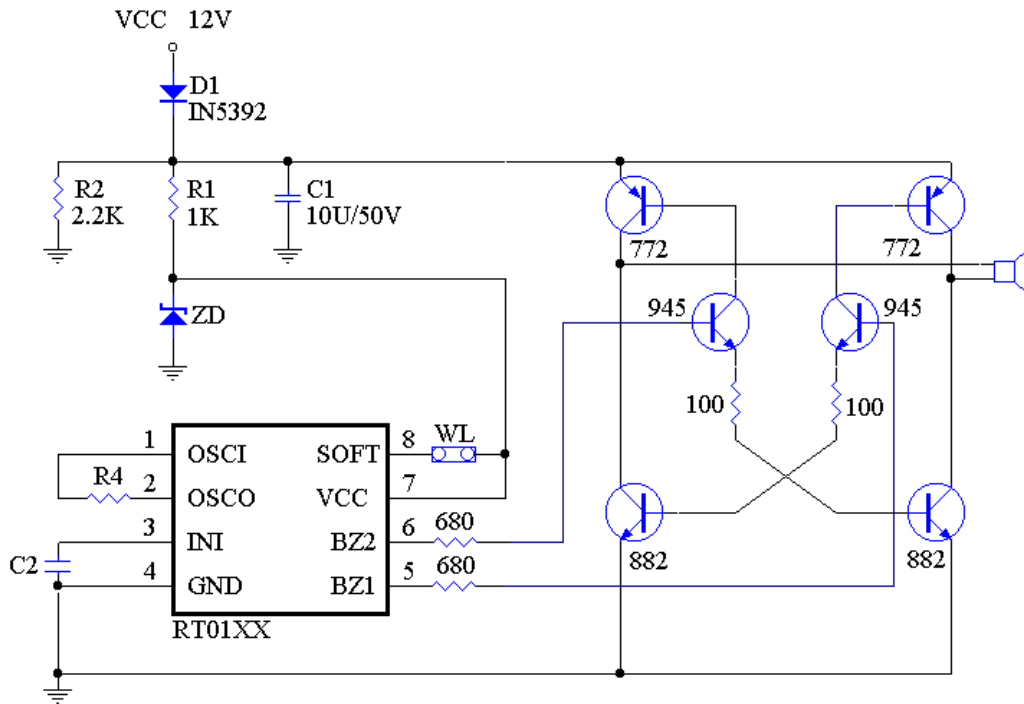 VCC 12V
D1
IN5392
R2
2.2K
R1
1K
C1
10U/50V
772
772
ZD
945
945
100
100
WL
1
OSCI
SOFT
8
R4
2
OSCO
VCC
7
3
INI
BZ2
6
680
C2
4
GND
BZ1
5
680
882
882
RT01XX